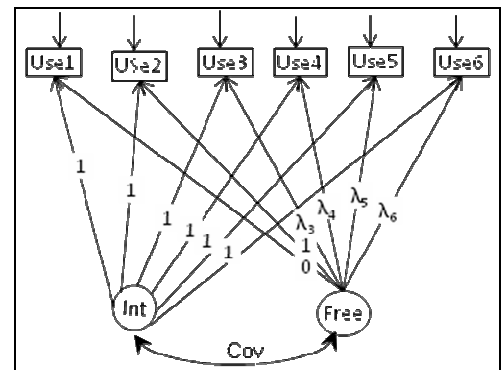 Use1 Use2 Use3 Use4 Use5 Use6
1
1
1
1
1
1
λ3
λ4
λ5
λ6
1
0
Int
Free
Cov